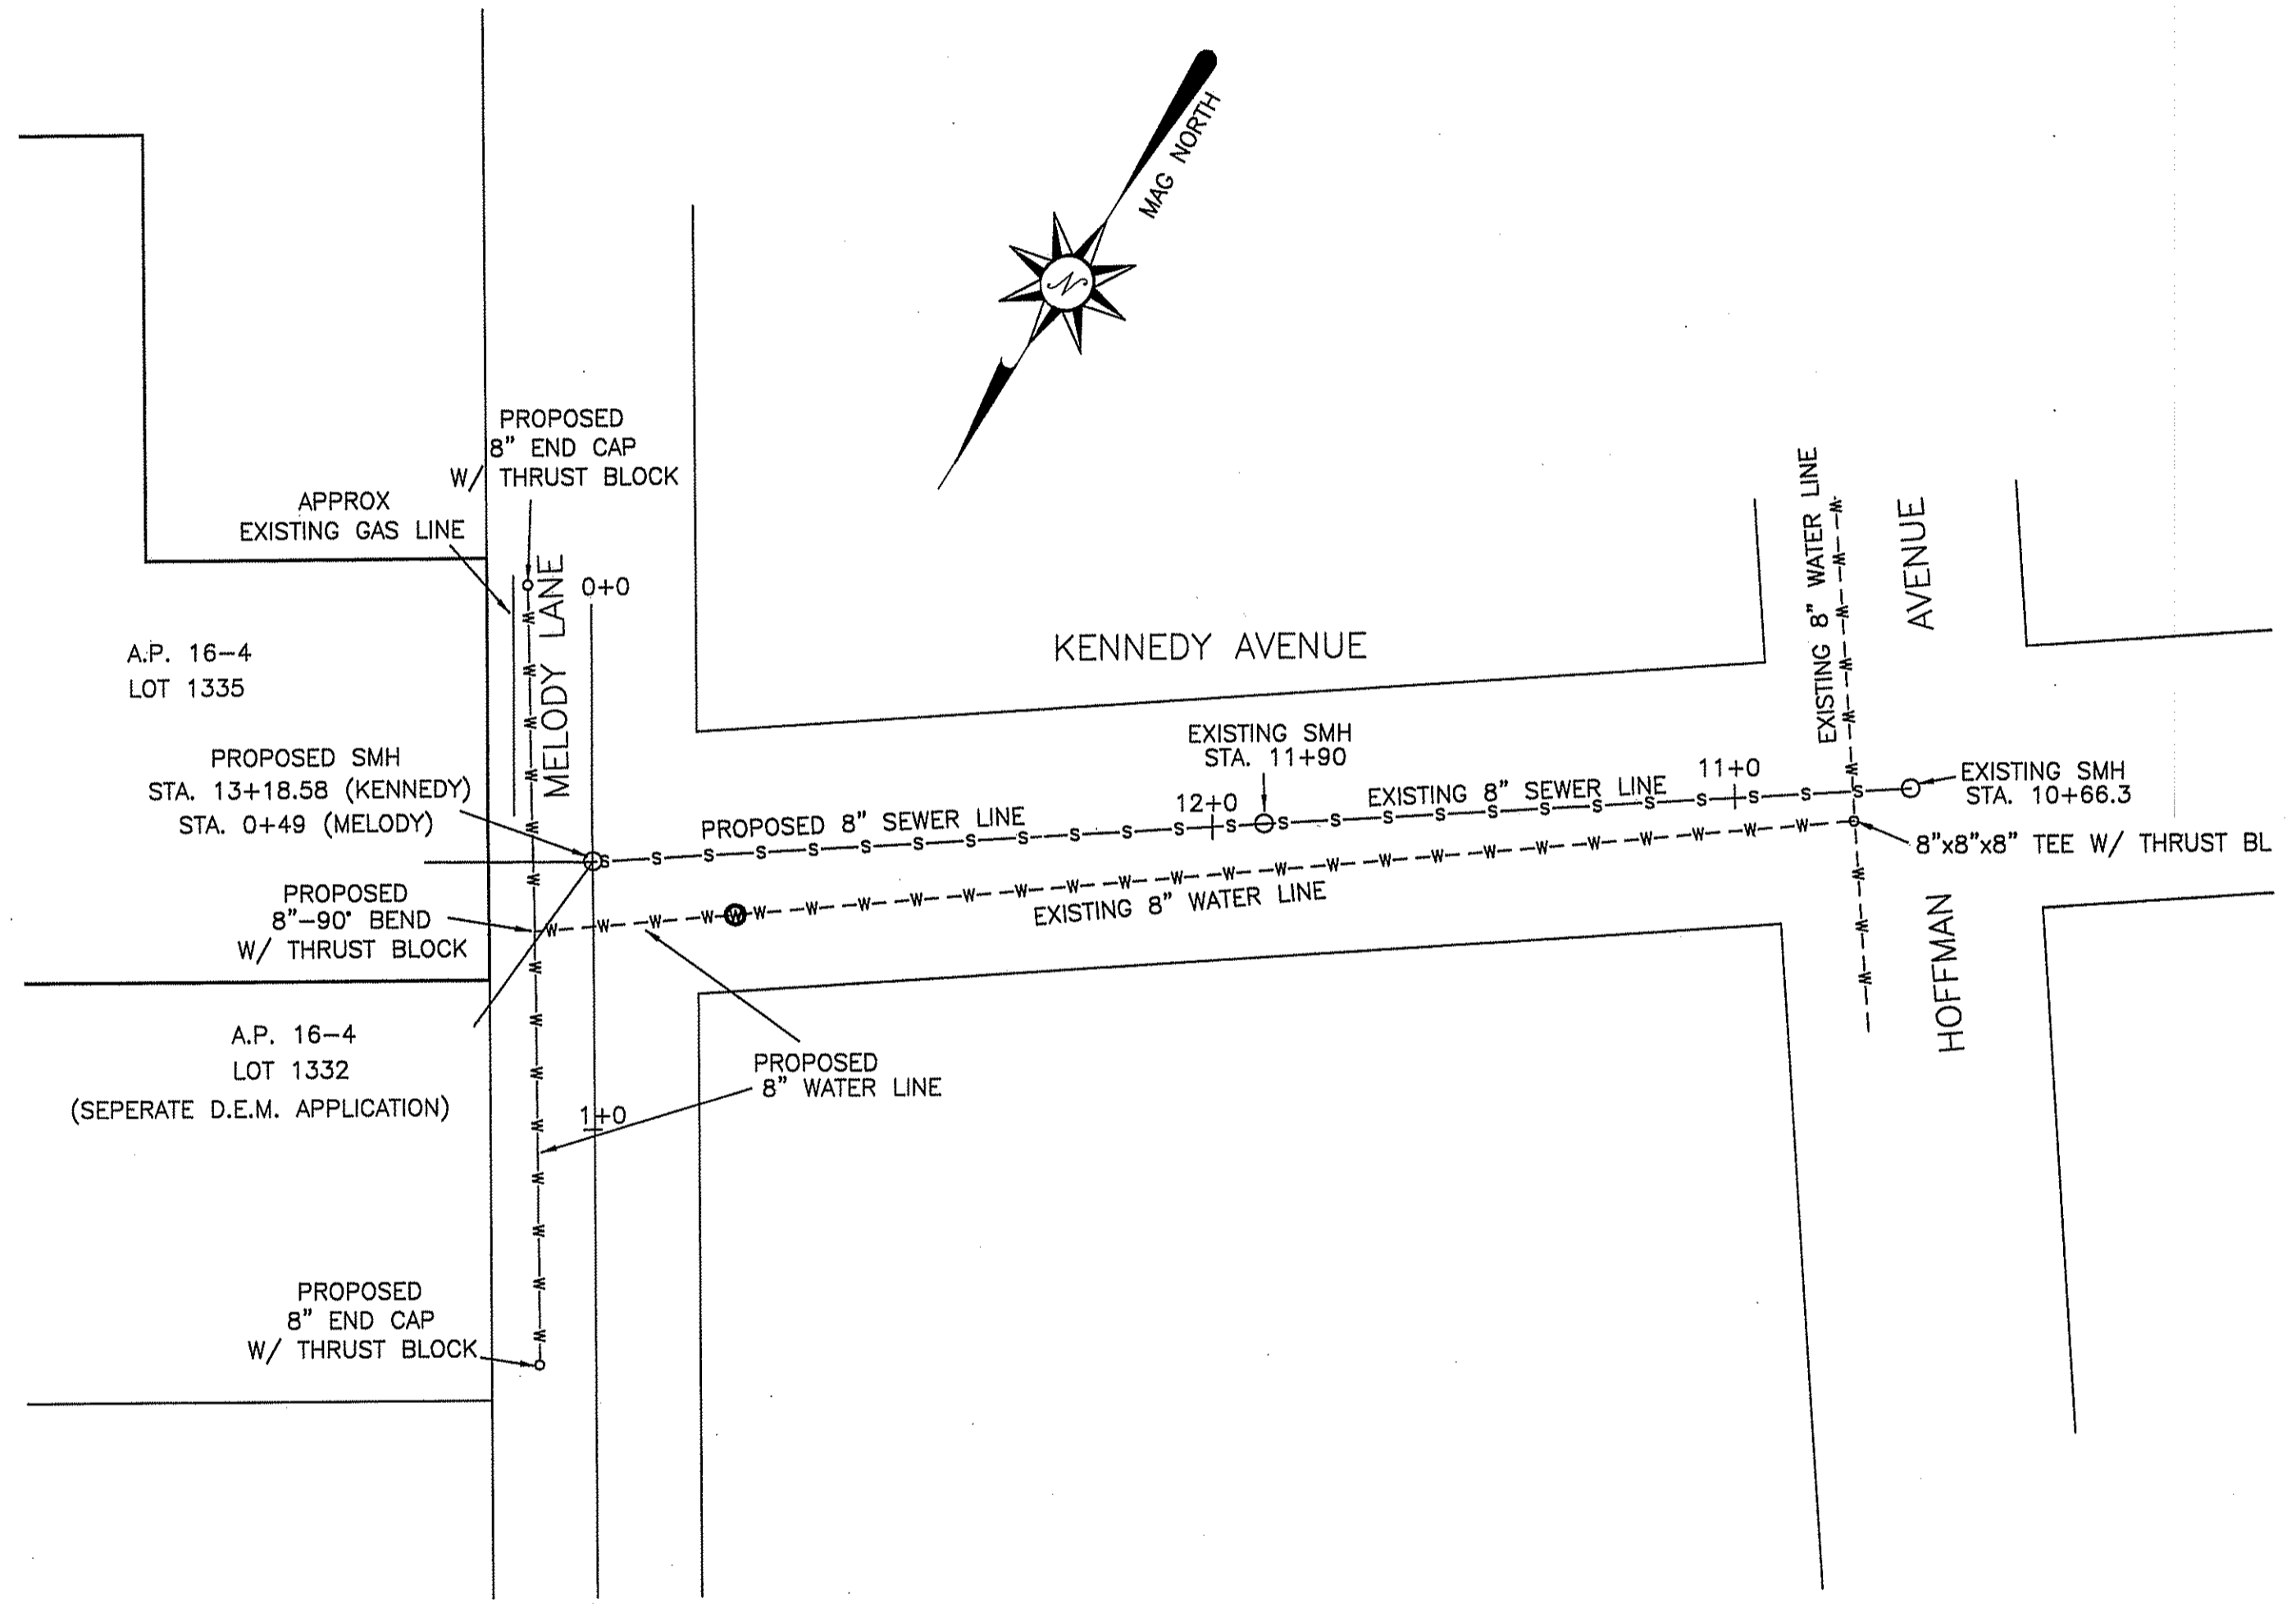 MAG NORTH
PROPOSED
8" END CAP
W/ THRUST BLOCK
APPROX
EXISTING GAS LINE
0+0
MELODY LANE
A.P. 16-4
LOT 1335
KENNEDY AVENUE
EXISTING 8" WATER LINE
AVENUE
HOFFMAN
PROPOSED SMH
STA. 13+18.58 (KENNEDY)
STA. 0+49 (MELODY)
PROPOSED 8" SEWER LINE
12+0
EXISTING SMH
STA. 11+90
EXISTING 8" SEWER LINE
11+0
EXISTING SMH
STA. 10+66.3
8"x8"x8" TEE W/ THRUST BL
PROPOSED
8"-90° BEND
W/ THRUST BLOCK
EXISTING 8" WATER LINE
A.P. 16-4
LOT 1332
(SEPERATE D.E.M. APPLICATION)
PROPOSED
8" WATER LINE
1+0
PROPOSED
8" END CAP
W/ THRUST BLOCK